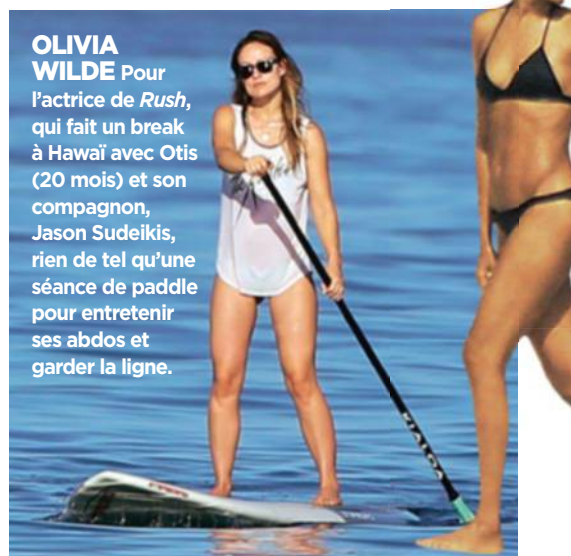 OLIVIA
WILDE Pour
l'actrice de Rush,
qui fait un break
à Hawaï avec Otis
(20 mois) et son
compagnon,
Jason Sudeikis,
rien de tel qu'une
séance de paddle
pour entretenir
ses abdos et
garder la ligne.
KIALOA